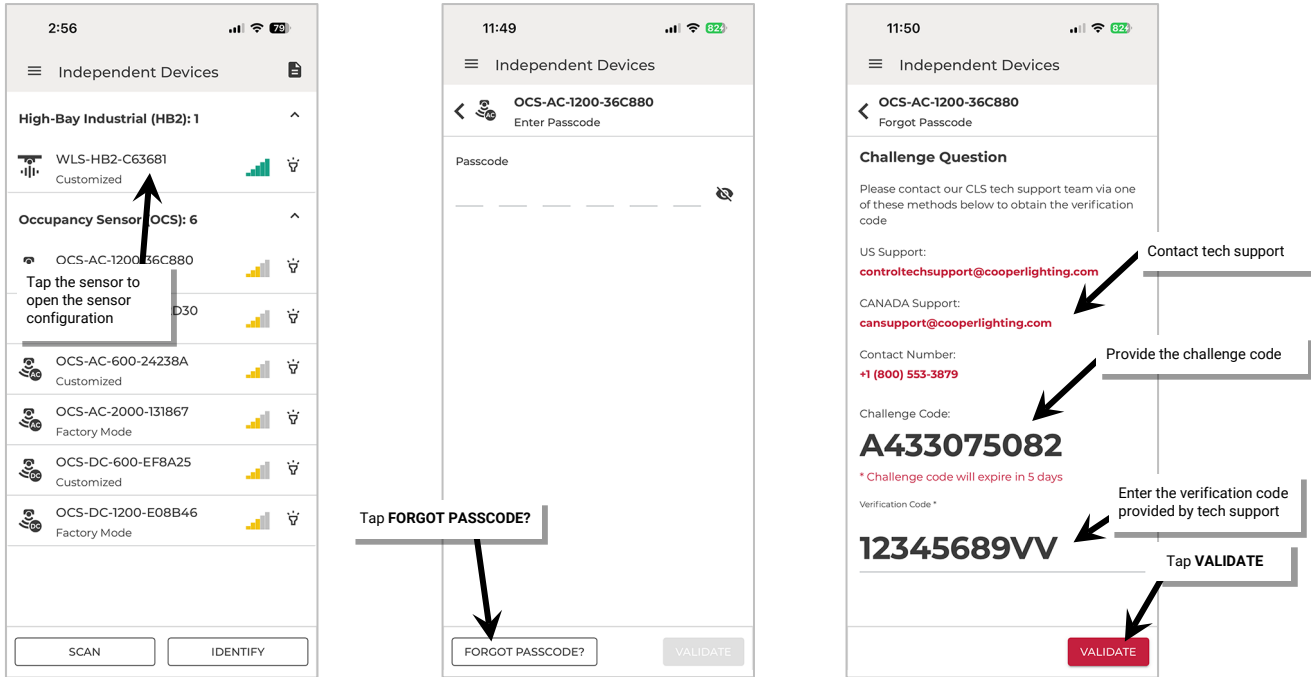 2:56
79
Independent Devices
High-Bay Industrial (HB2): 1
WLS-HB2-C63681
Customized
Occupancy Sensor (OCS): 6
OCS-AC-1200-36C880
Tap the sensor to
open the sensor
configuration
D30
OCS-AC-600-24238A
Customized
AC
OCS-AC-2000-131867
Factory Mode
AC
OCS-DC-600-EF8A25
Customized
DC
OCS-DC-1200-E08B46
Factory Mode
DC
SCAN
IDENTIFY
11:49
82
Independent Devices
OCS-AC-1200-36C880
AC
Enter Passcode
Passcode
Tap FORGOT PASSCODE?
FORGOT PASSCODE?
VALIDATE
11:50
82
Independent Devices
OCS-AC-1200-36C880
Forgot Passcode
Challenge Question
Please contact our CLS tech support team via one
of these methods below to obtain the verification
code
US Support:
controltechsupport@cooperlighting.com
CANADA Support:
cansupport@cooperlighting.com
Contact Number:
+1 (800) 553-3879
Challenge Code:
A433075082
* Challenge code will expire in 5 days
Verification Code *
12345689VV
VALIDATE
Contact tech support
Provide the challenge code
Enter the verification code
provided by tech support
Tap VALIDATE